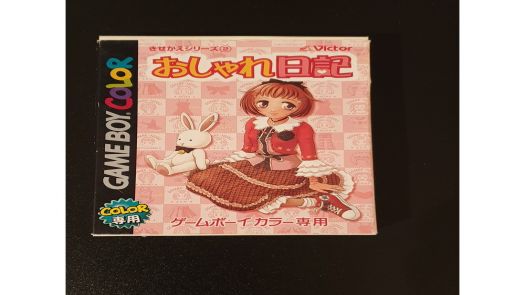 きせかえシリーズ②
Victor
おしゃれ日記
GAME BOY COLOR
COLOR
専用
ゲームボーイカラー専用